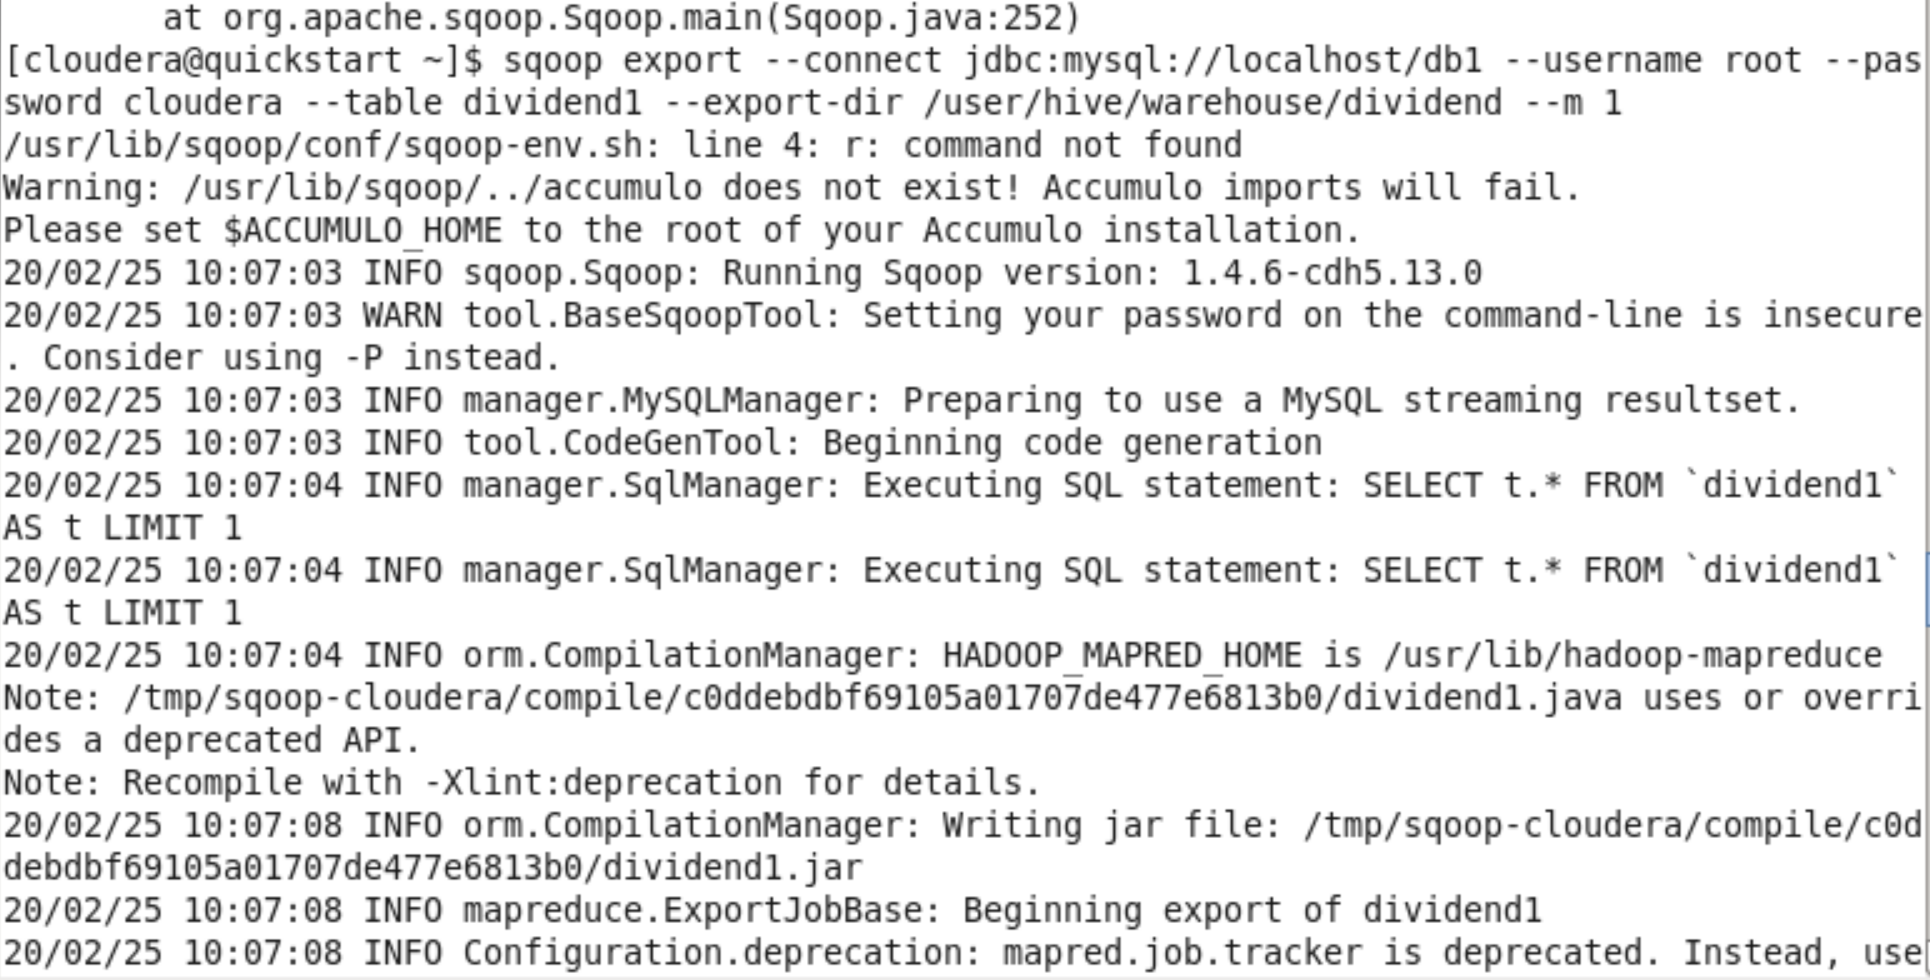 at org.apache.sqoop.Sqoop.main(Sqoop.java:252)
[cloudera@quickstart ~]$ sqoop export --connect jdbc:mysql://localhost/db1 --username root --pas
sword cloudera --table dividend1 --export-dir /user/hive/warehouse/dividend --m 1
/usr/lib/sqoop/conf/sqoop-env.sh: line 4: r: command not found
Warning: /usr/lib/sqoop/../accumulo does not exist! Accumulo imports will fail.
Please set $ACCUMULO_HOME to the root of your Accumulo installation.
20/02/25 10:07:03 INFO sqoop.Sqoop: Running Sqoop version: 1.4.6-cdh5.13.0
20/02/25 10:07:03 WARN tool.BaseSqoopTool: Setting your password on the command-line is insecure
. Consider using -P instead.
20/02/25 10:07:03 INFO manager.MySQLManager: Preparing to use a MySQL streaming resultset.
20/02/25 10:07:03 INFO tool.CodeGenTool: Beginning code generation
20/02/25 10:07:04 INFO manager.SqlManager: Executing SQL statement: SELECT t.* FROM `dividend1`
AS t LIMIT 1
20/02/25 10:07:04 INFO manager.SqlManager: Executing SQL statement: SELECT t.* FROM `dividend1`
AS t LIMIT 1
20/02/25 10:07:04 INFO orm.CompilationManager: HADOOP_MAPRED_HOME is /usr/lib/hadoop-mapreduce
Note: /tmp/sqoop-cloudera/compile/c0ddebdbf69105a01707de477e6813b0/dividend1.java uses or overri
des a deprecated API.
Note: Recompile with -Xlint:deprecation for details.
20/02/25 10:07:08 INFO orm.CompilationManager: Writing jar file: /tmp/sqoop-cloudera/compile/c0d
debdbf69105a01707de477e6813b0/dividend1.jar
20/02/25 10:07:08 INFO mapreduce.ExportJobBase: Beginning export of dividend1
20/02/25 10:07:08 INFO Configuration.deprecation: mapred.job.tracker is deprecated. Instead, use